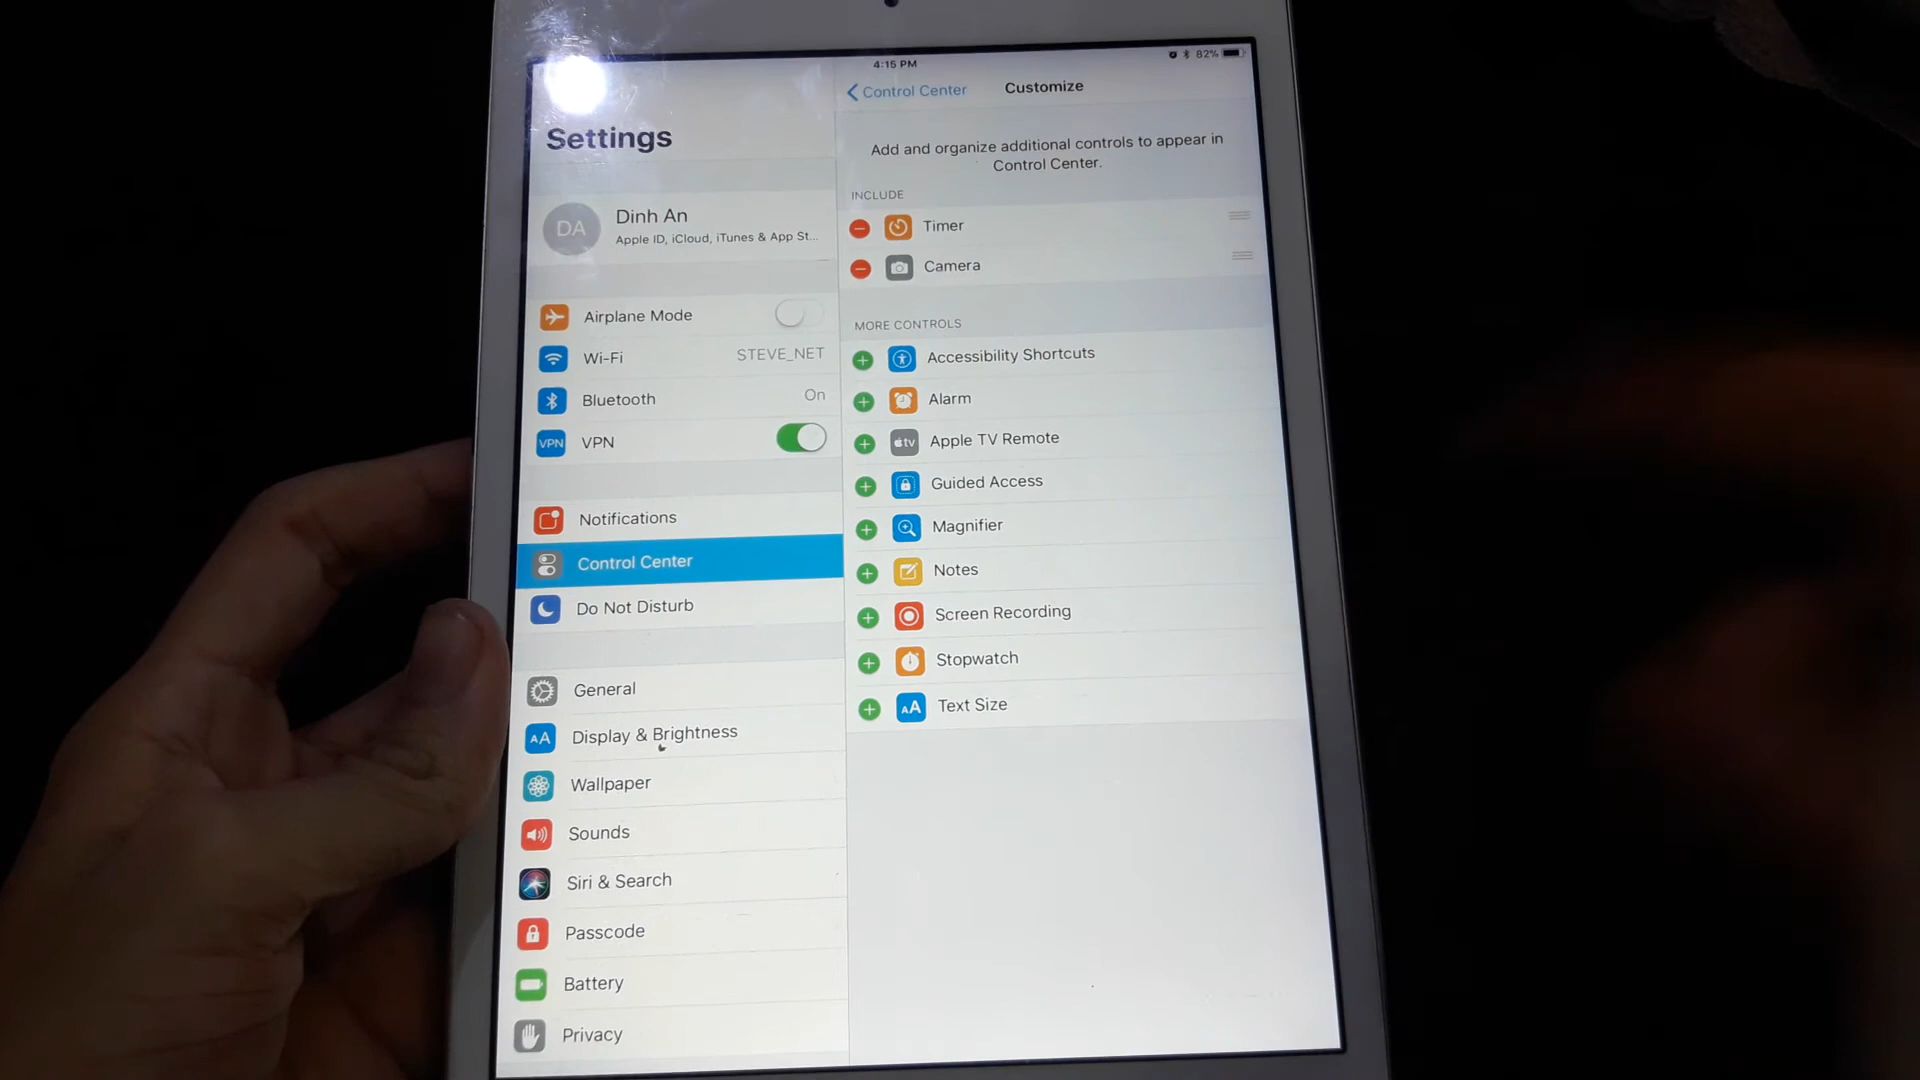 4:15 PM
82%
Settings
DA
Dinh An
Apple ID, iCloud, iTunes & App St...
Airplane Mode
Wi-Fi
STEVE_NET
Bluetooth
On
VPN
VPN
Notifications
Control Center
Do Not Disturb
General
AA
Display & Brightness
Wallpaper
Sounds
Siri & Search
Passcode
Battery
Privacy
Control Center
Customize
Add and organize additional controls to appear in
Control Center.
INCLUDE
Timer
Camera
MORE CONTROLS
Accessibility Shortcuts
Alarm
tv
Apple TV Remote
Guided Access
Magnifier
Notes
Screen Recording
Stopwatch
AA
Text Size